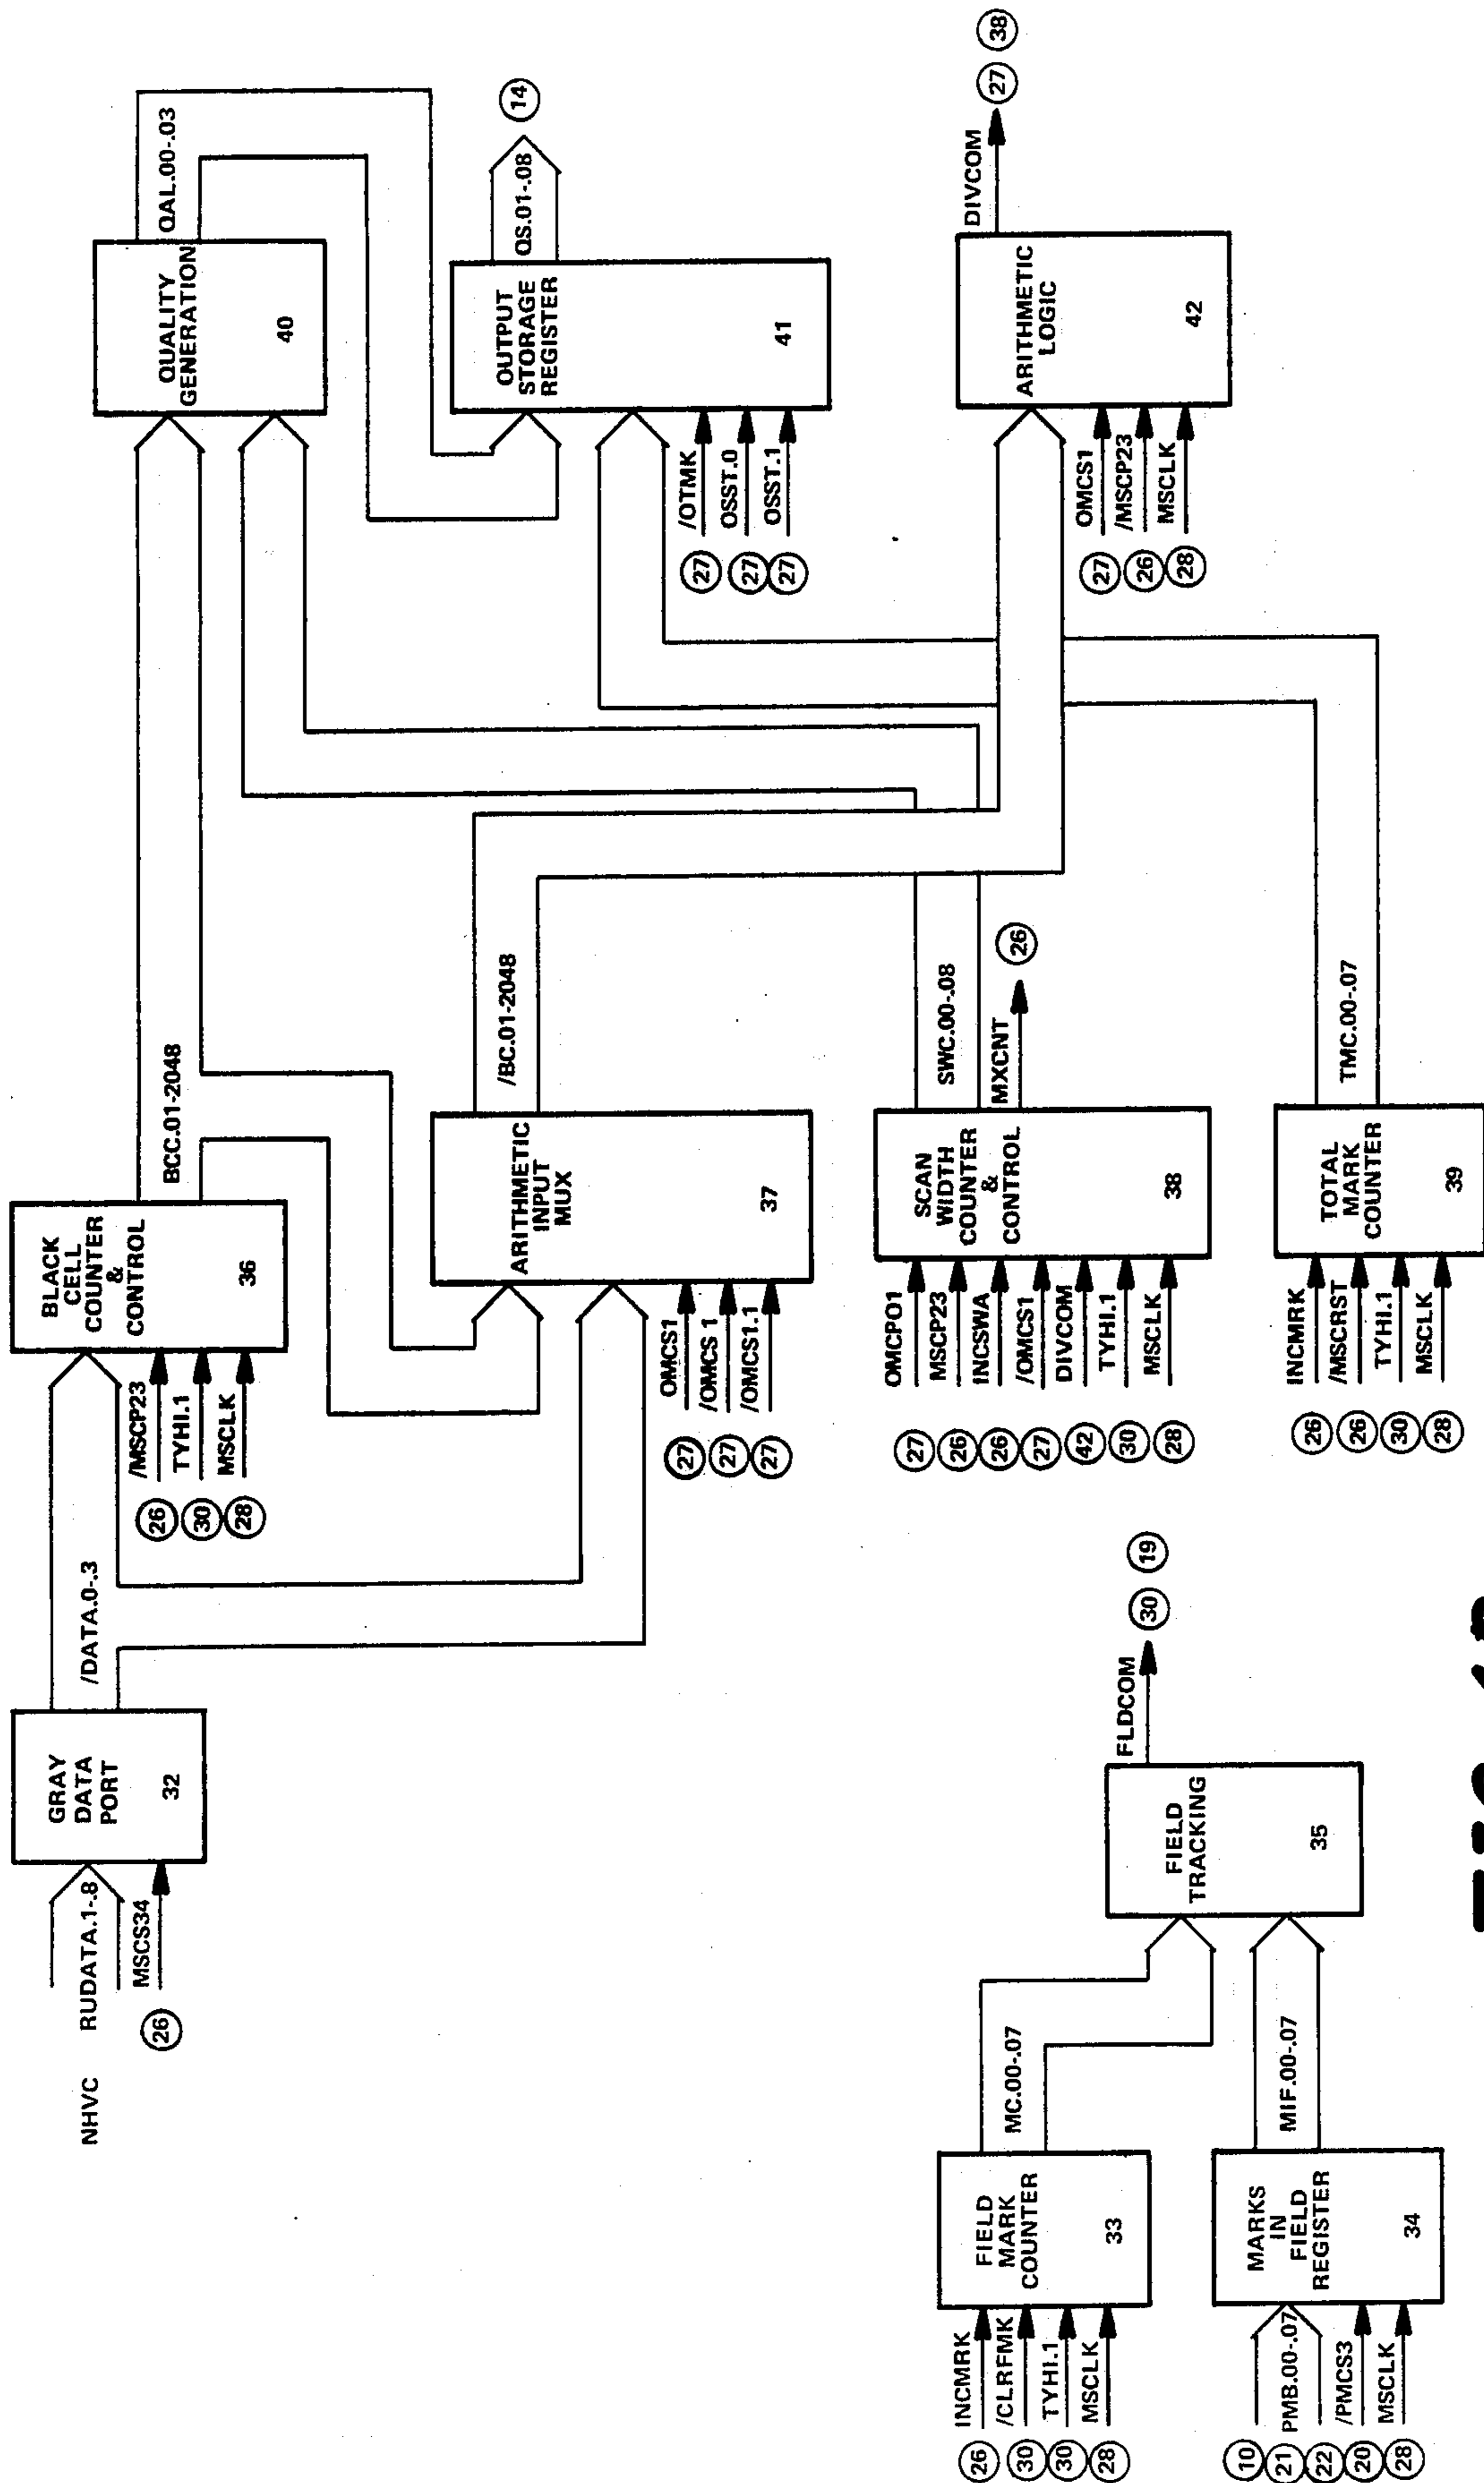 NHVC
RUDATA.1-.8
MSCS34
26
GRAY
DATA
PORT
32
/DATA.0-.3
/MSCP23
TYHI.1
MSCLK
26
30
28
BLACK
CELL
COUNTER
&
CONTROL
36
BCC.01-2048
QUALITY
GENERATION
40
QAL.00-.03
OMCS1
/OMCS 1
/OMCS1.1
27
27
27
ARITHMETIC
INPUT
MUX
37
/BC.01-2048
/OTMK
OSST.0
OSST.1
27
27
27
OUTPUT
STORAGE
REGISTER
41
QS.01-.08
14
OMCPO1
MSCP23
INCSWA
/OMCS1
DIVCOM
TYHI.1
MSCLK
27
26
26
27
42
30
28
SCAN
WIDTH
COUNTER
&
CONTROL
38
SWC.00-.08
MXCNT
26
OMCS1
/MSCP23
MSCLK
27
26
28
ARITHMETIC
LOGIC
42
DIVCOM
27
38
INCMRK
/MSCRST
TYHI.1
MSCLK
26
26
30
28
TOTAL
MARK
COUNTER
39
TMC.00-.07
INCMRK
/CLRFMK
TYHI.1
MSCLK
26
30
30
28
FIELD
MARK
COUNTER
33
MC.00-.07
PMB.00-.07
/PMCS3
MSCLK
10
21
22
20
28
MARKS
IN
FIELD
REGISTER
34
MIF.00-.07
FIELD
TRACKING
35
FLDCOM
30
19